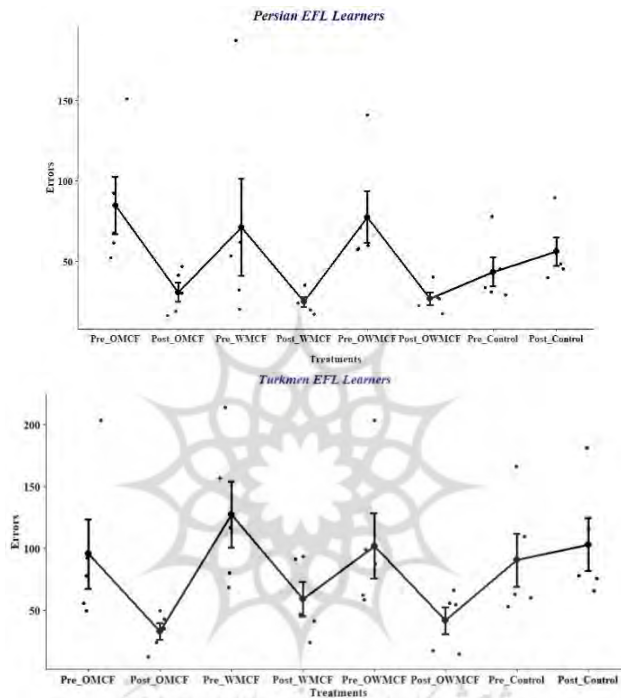 Persian EFL Learners
150
100
50
Errors
Pre_OMCF Post_OMCF Pre_WMCF Post_WMCF Pre_OWMCF Post_OWMCF Pre_Control Post_Control
Treatments
Turkmen EFL Learners
200
150
100
50
Errors
Pre_OMCF Post_OMCF Pre_WMCF Post_WMCF Pre_OWMCF Post_OWMCF Pre_Control Post_Control
Treatments